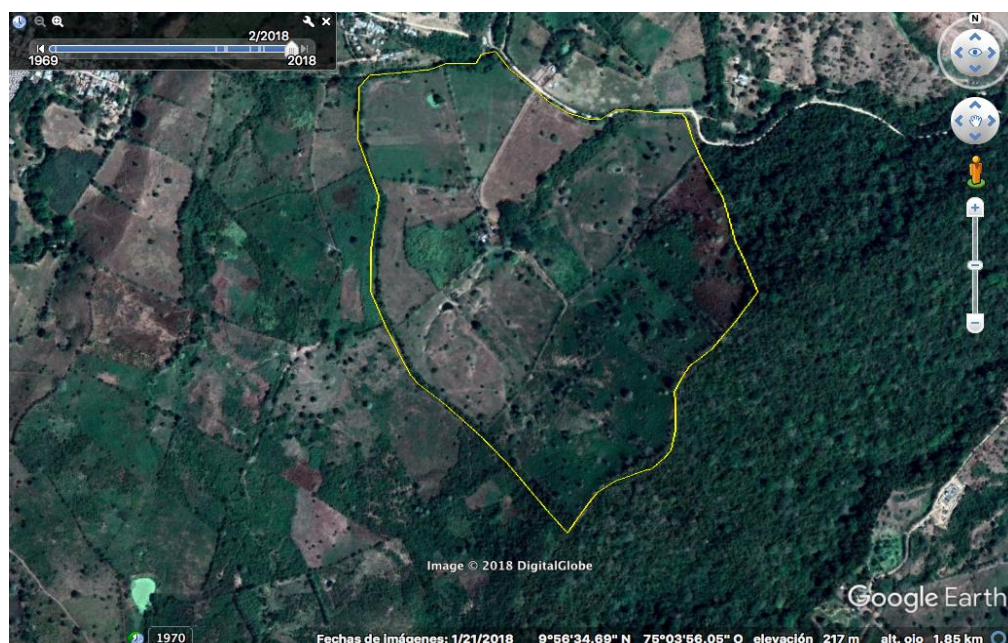 2/2018
1969
2018
N
Image © 2018 DigitalGlobe
Google Earth
1970
Fechas de imágenes: 1/21/2018 9°56'34.69" N 75°03'56.05" O elevación 217 m alt. ojo 1.85 km